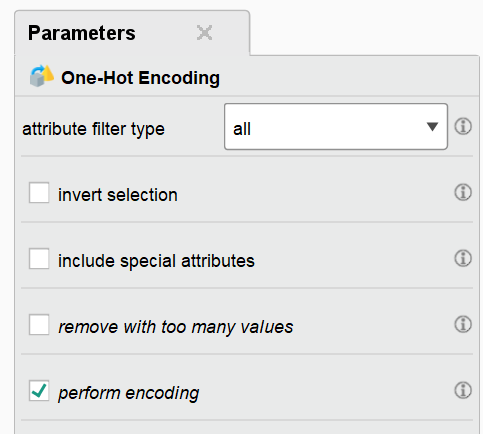 Parameters
One-Hot Encoding
attribute filter type all
invert selection
include special attributes
remove with too many values
perform encoding